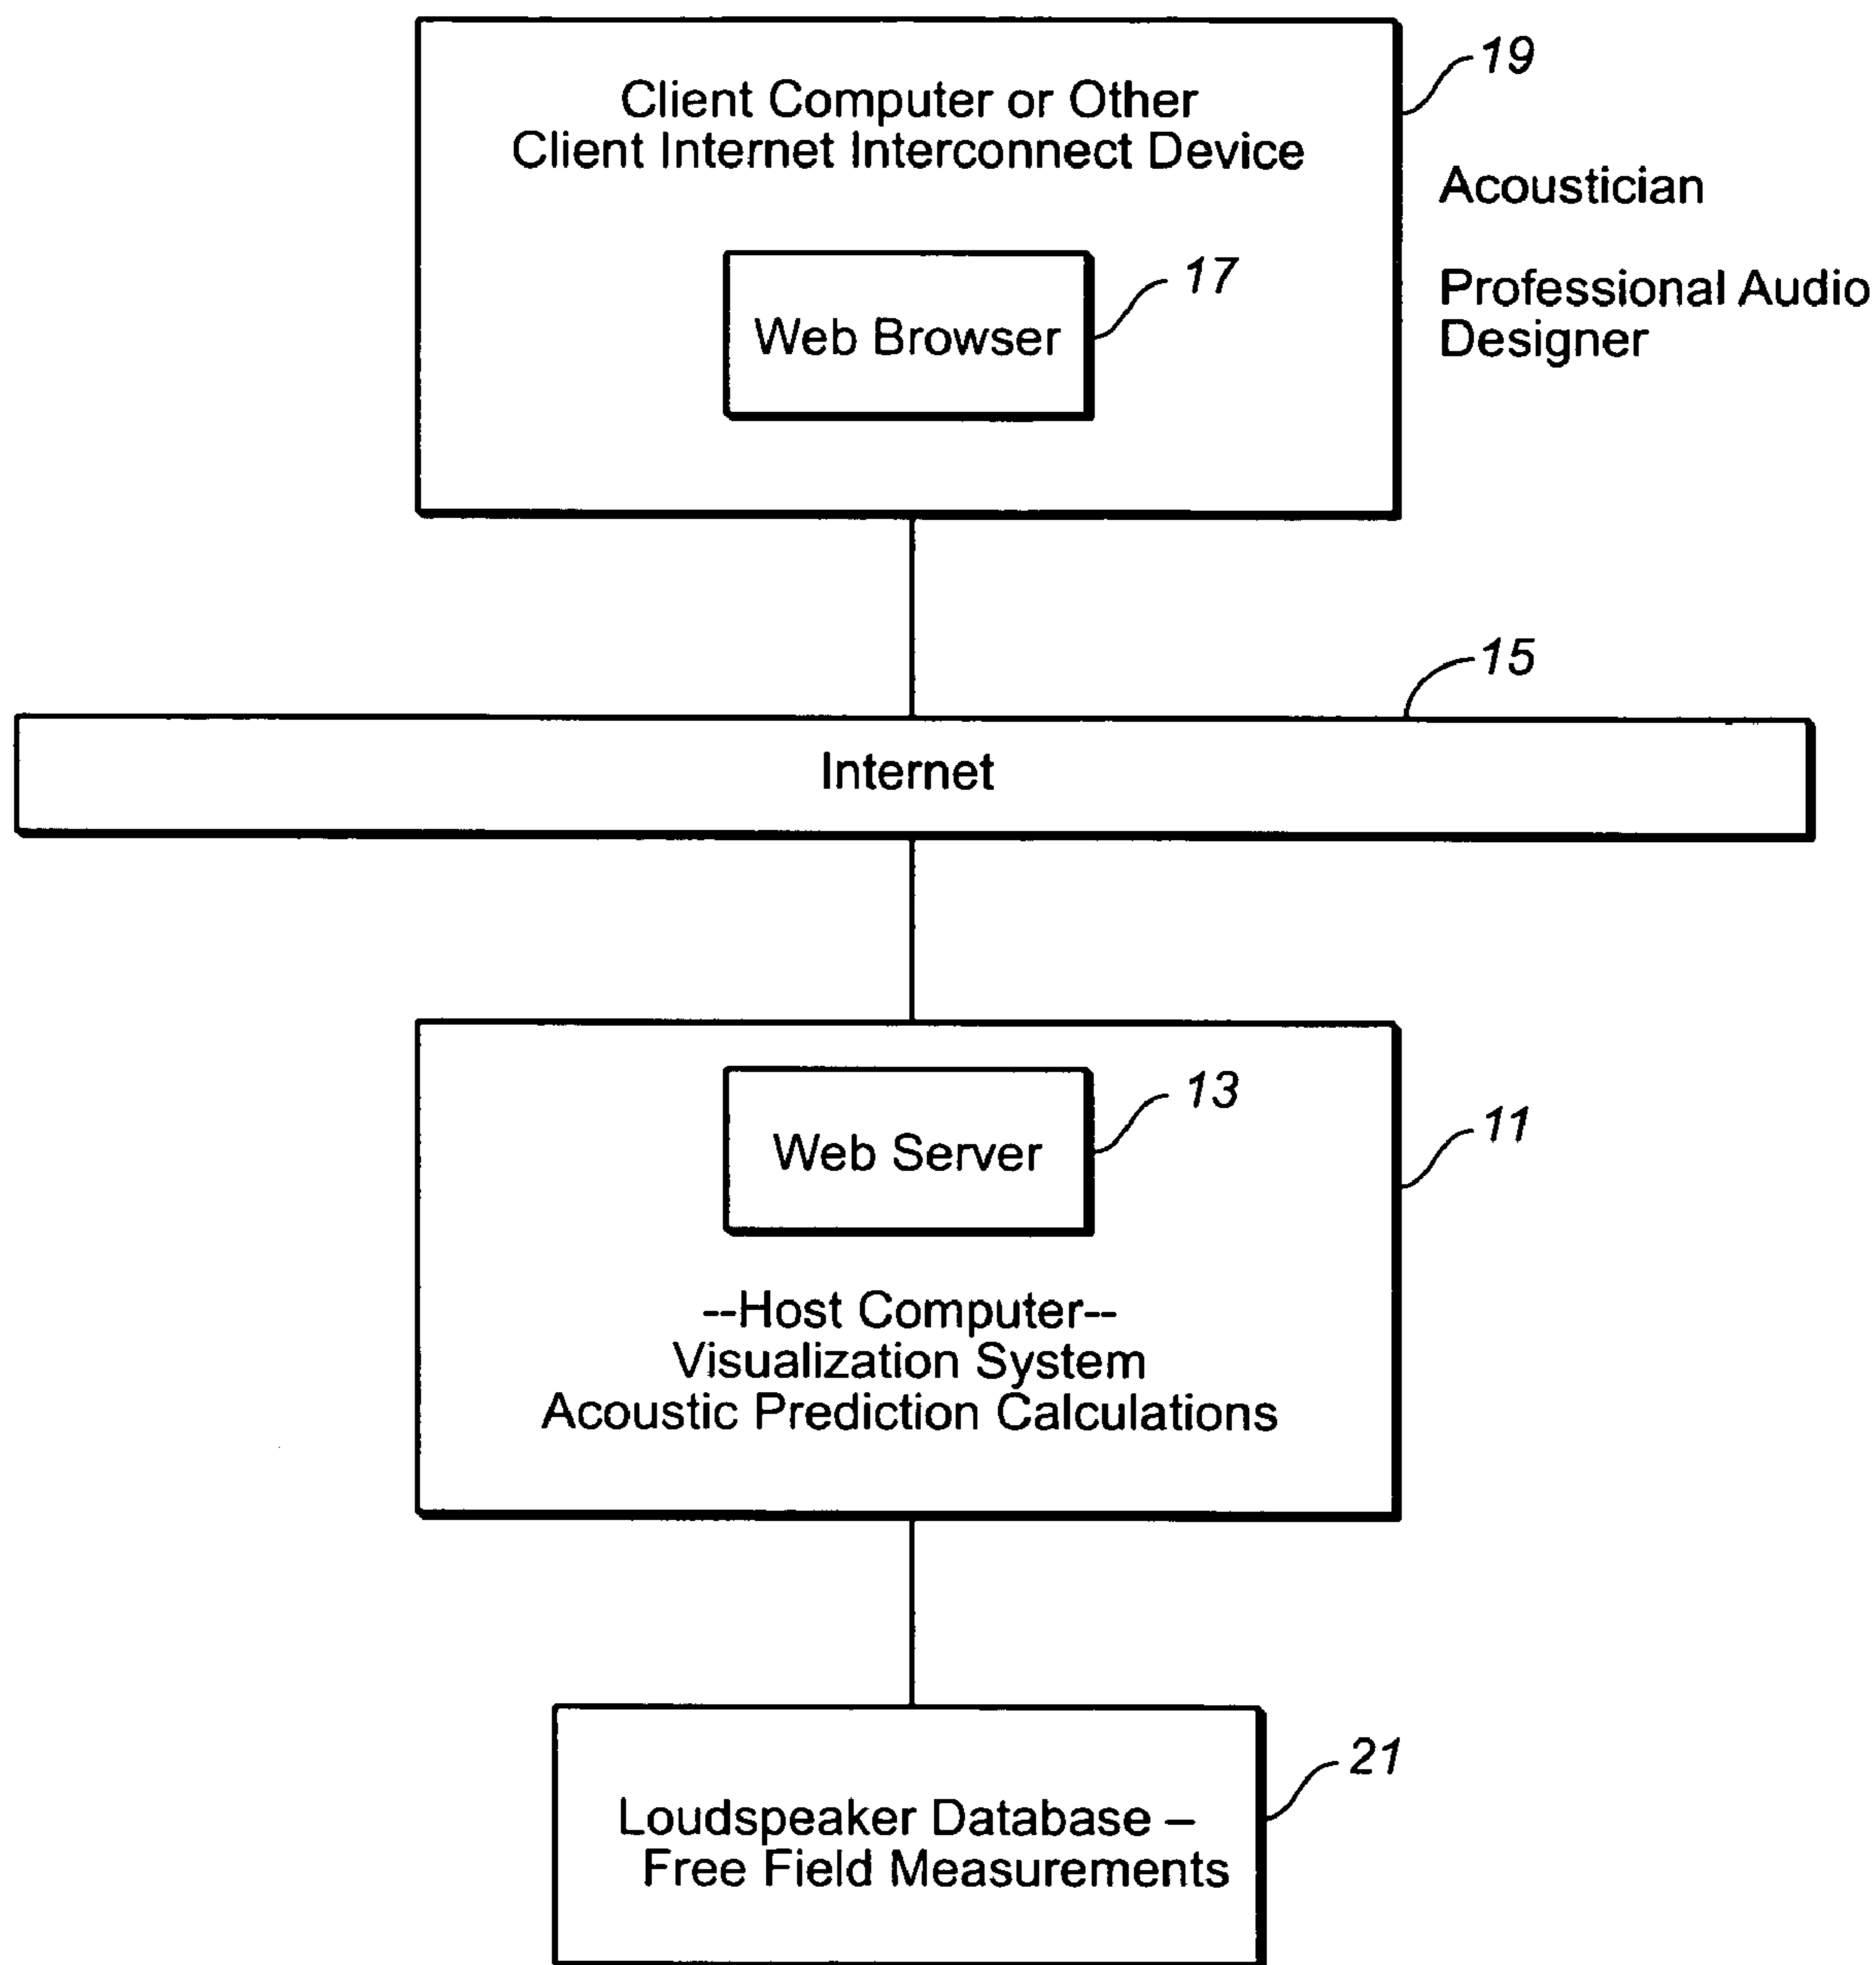 19
Client Computer or Other
Client Internet Interconnect Device
Acoustician
17
Web Browser
Professional Audio
Designer
15
Internet
13
Web Server
11
--Host Computer--
Visualization System
Acoustic Prediction Calculations
21
Loudspeaker Database –
Free Field Measurements